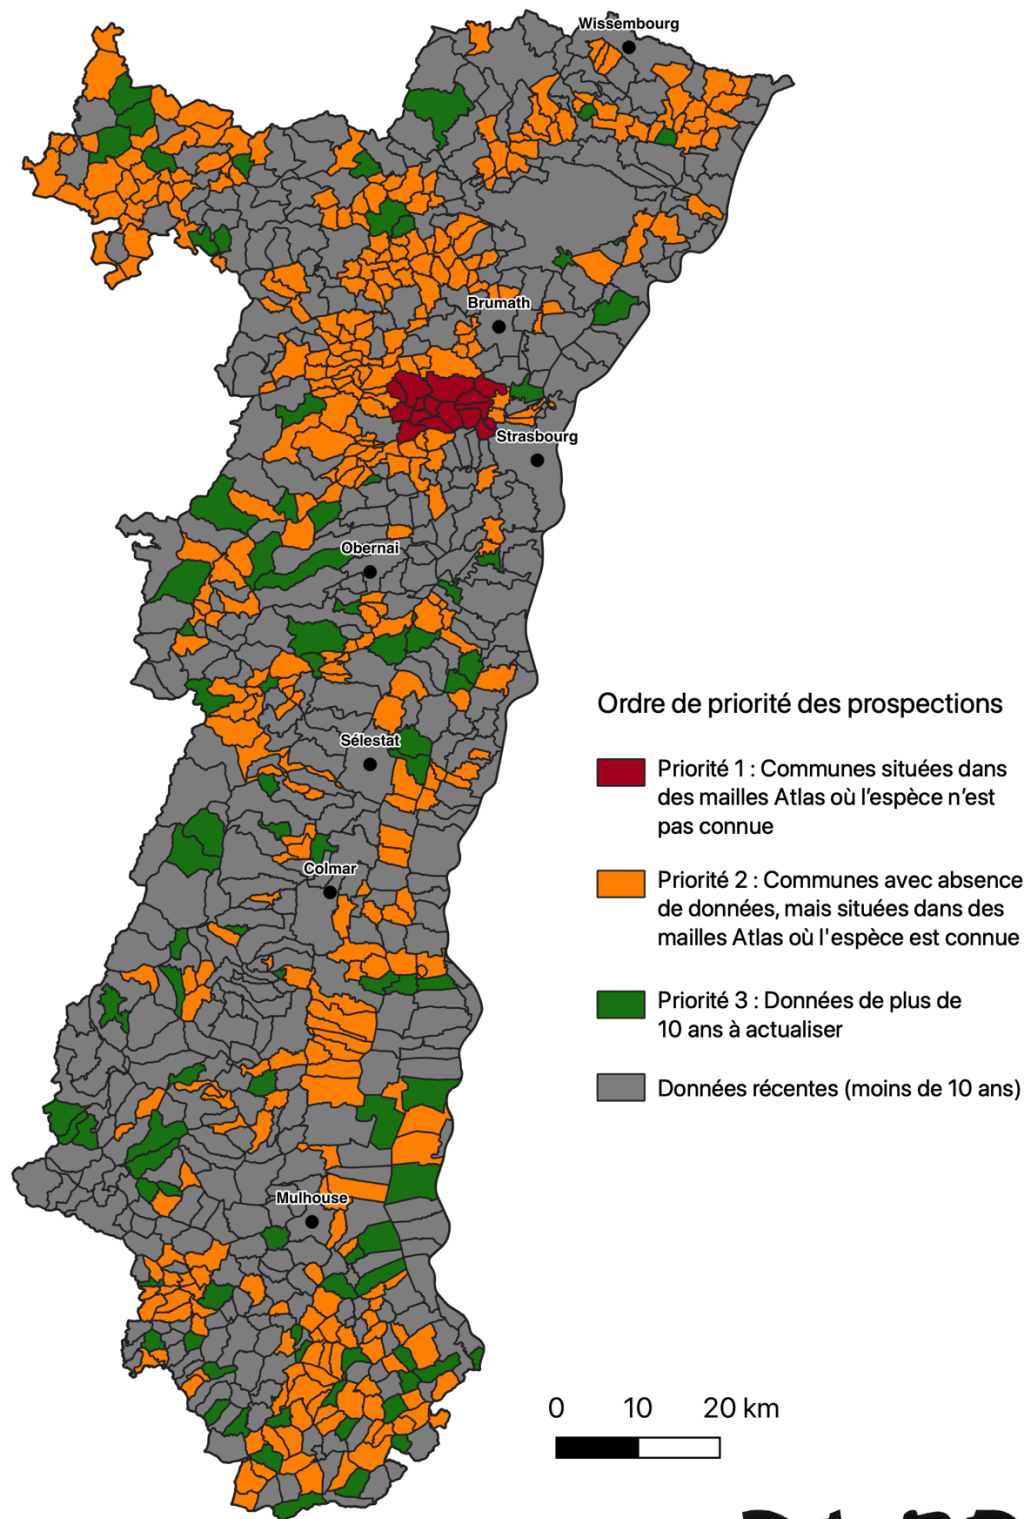 Wissembourg
Brumath
Strasbourg
Obernai
Sélestat
Colmar
Mulhouse
Ordre de priorité des prospections
Priorité 1 : Communes situées dans
des mailles Atlas où l’espèce n’est
pas connue
Priorité 2 : Communes avec absence
de données, mais situées dans des
mailles Atlas où l'espèce est connue
Priorité 3 : Données de plus de
10 ans à actualiser
Données récentes (moins de 10 ans)
0 10 20 km